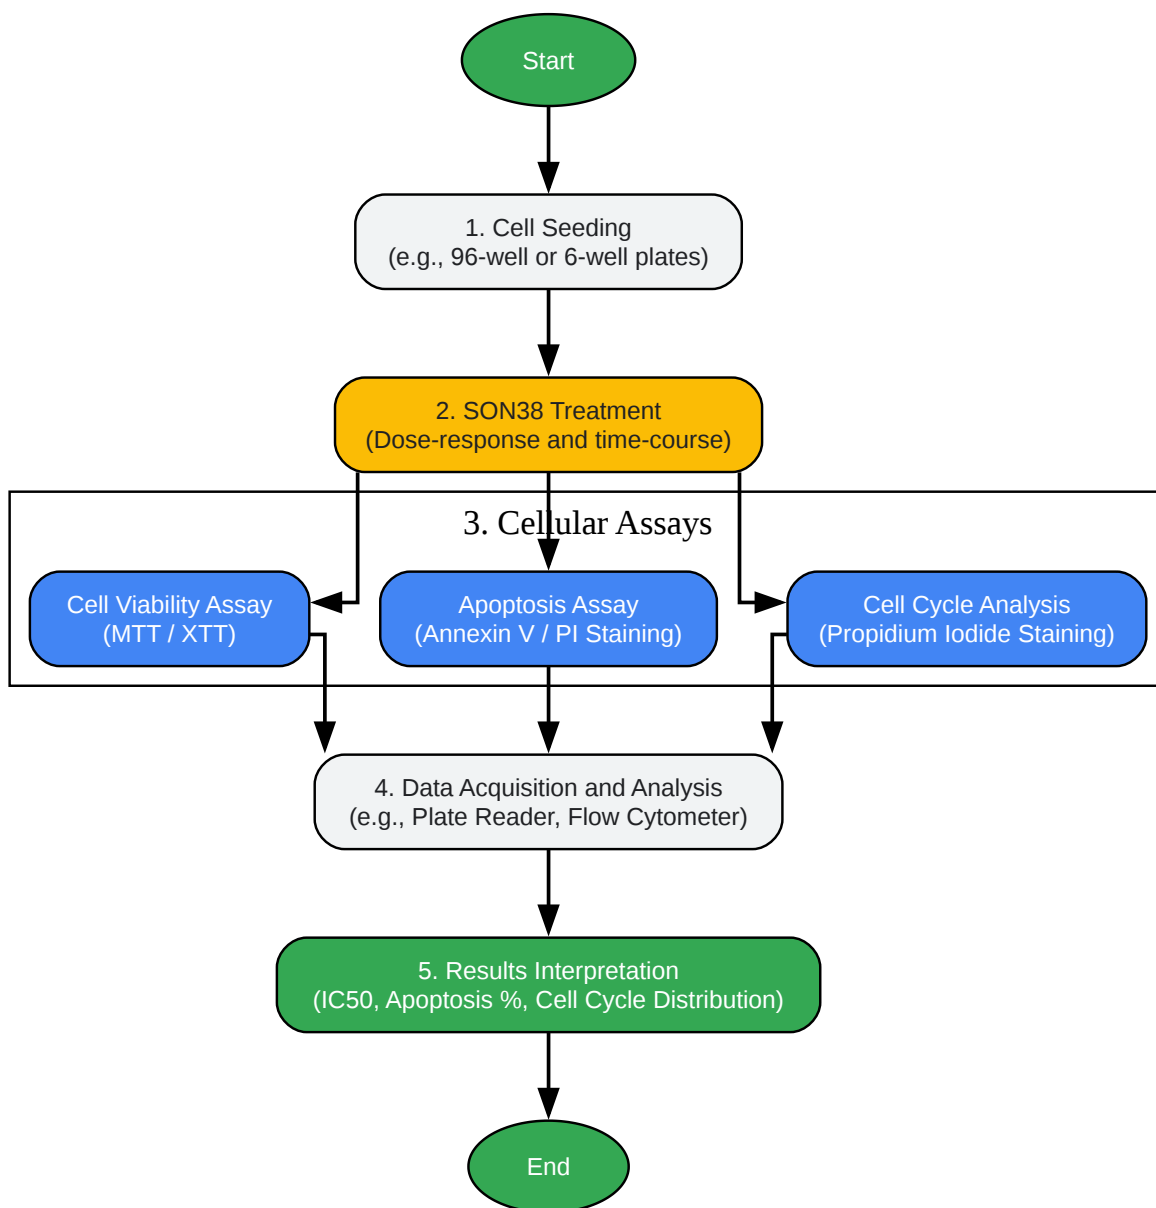 Start
1. Cell Seeding
(e.g., 96-well or 6-well plates)
2. SON38 Treatment
(Dose-response and time-course)
3. Cellular Assays
Cell Viability Assay
(MTT / XTT)
Apoptosis Assay
(Annexin V / PI Staining)
Cell Cycle Analysis
(Propidium Iodide Staining)
4. Data Acquisition and Analysis
(e.g., Plate Reader, Flow Cytometer)
5. Results Interpretation
(IC50, Apoptosis %, Cell Cycle Distribution)
End